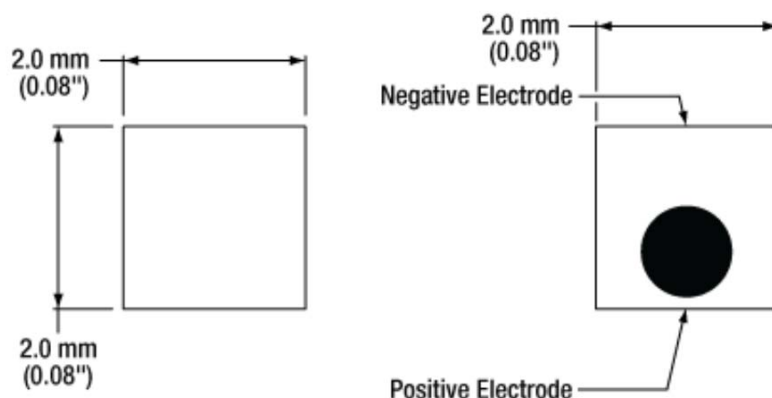 2.0 mm
(0.08")
2.0 mm
(0.08")
Negative Electrode
2.0 mm
(0.08")
Positive Electrode